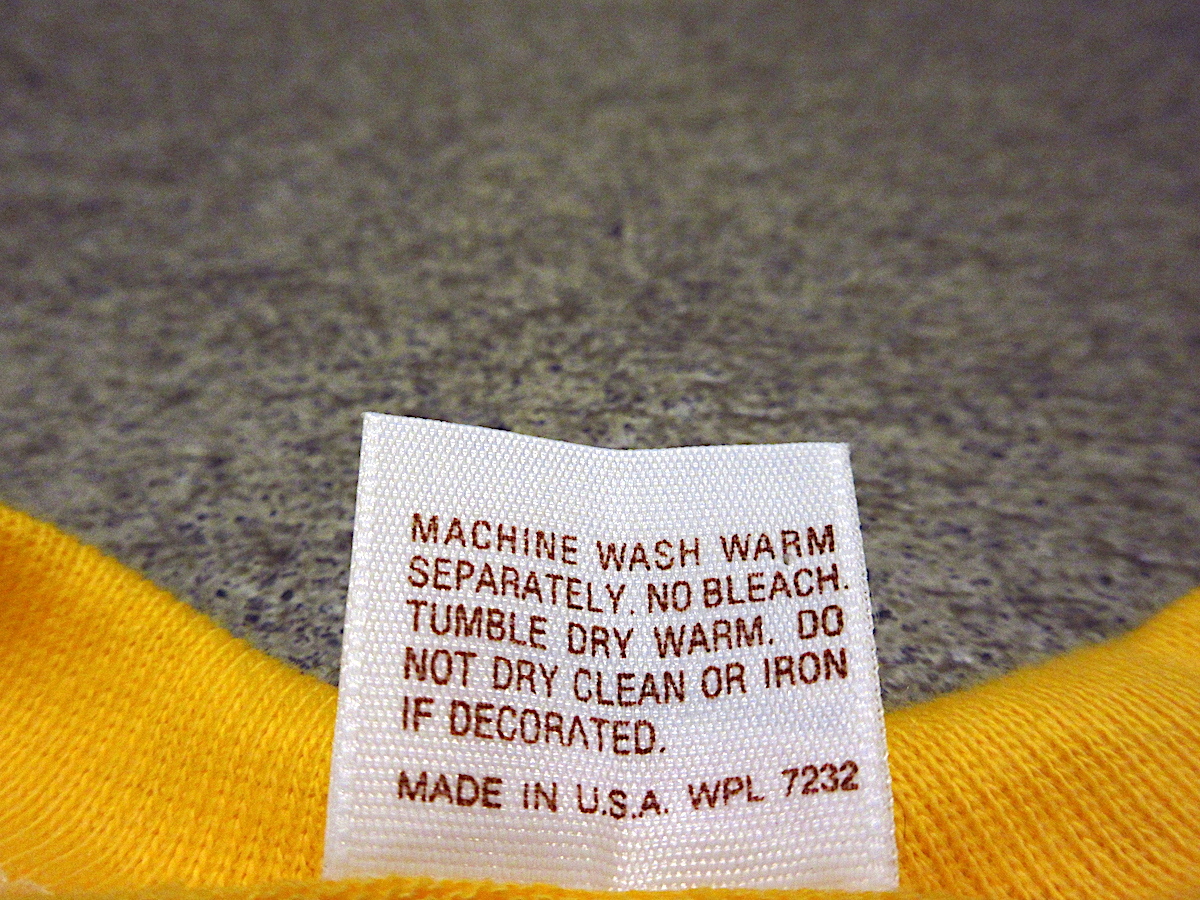 MACHINE WASH WARM
SEPARATELY. NO BLEACH.
TUMBLE DRY WARM. DO
NOT DRY CLEAN OR IRON
IF DECORATED.
MADE IN U.S.A. WPL 7232